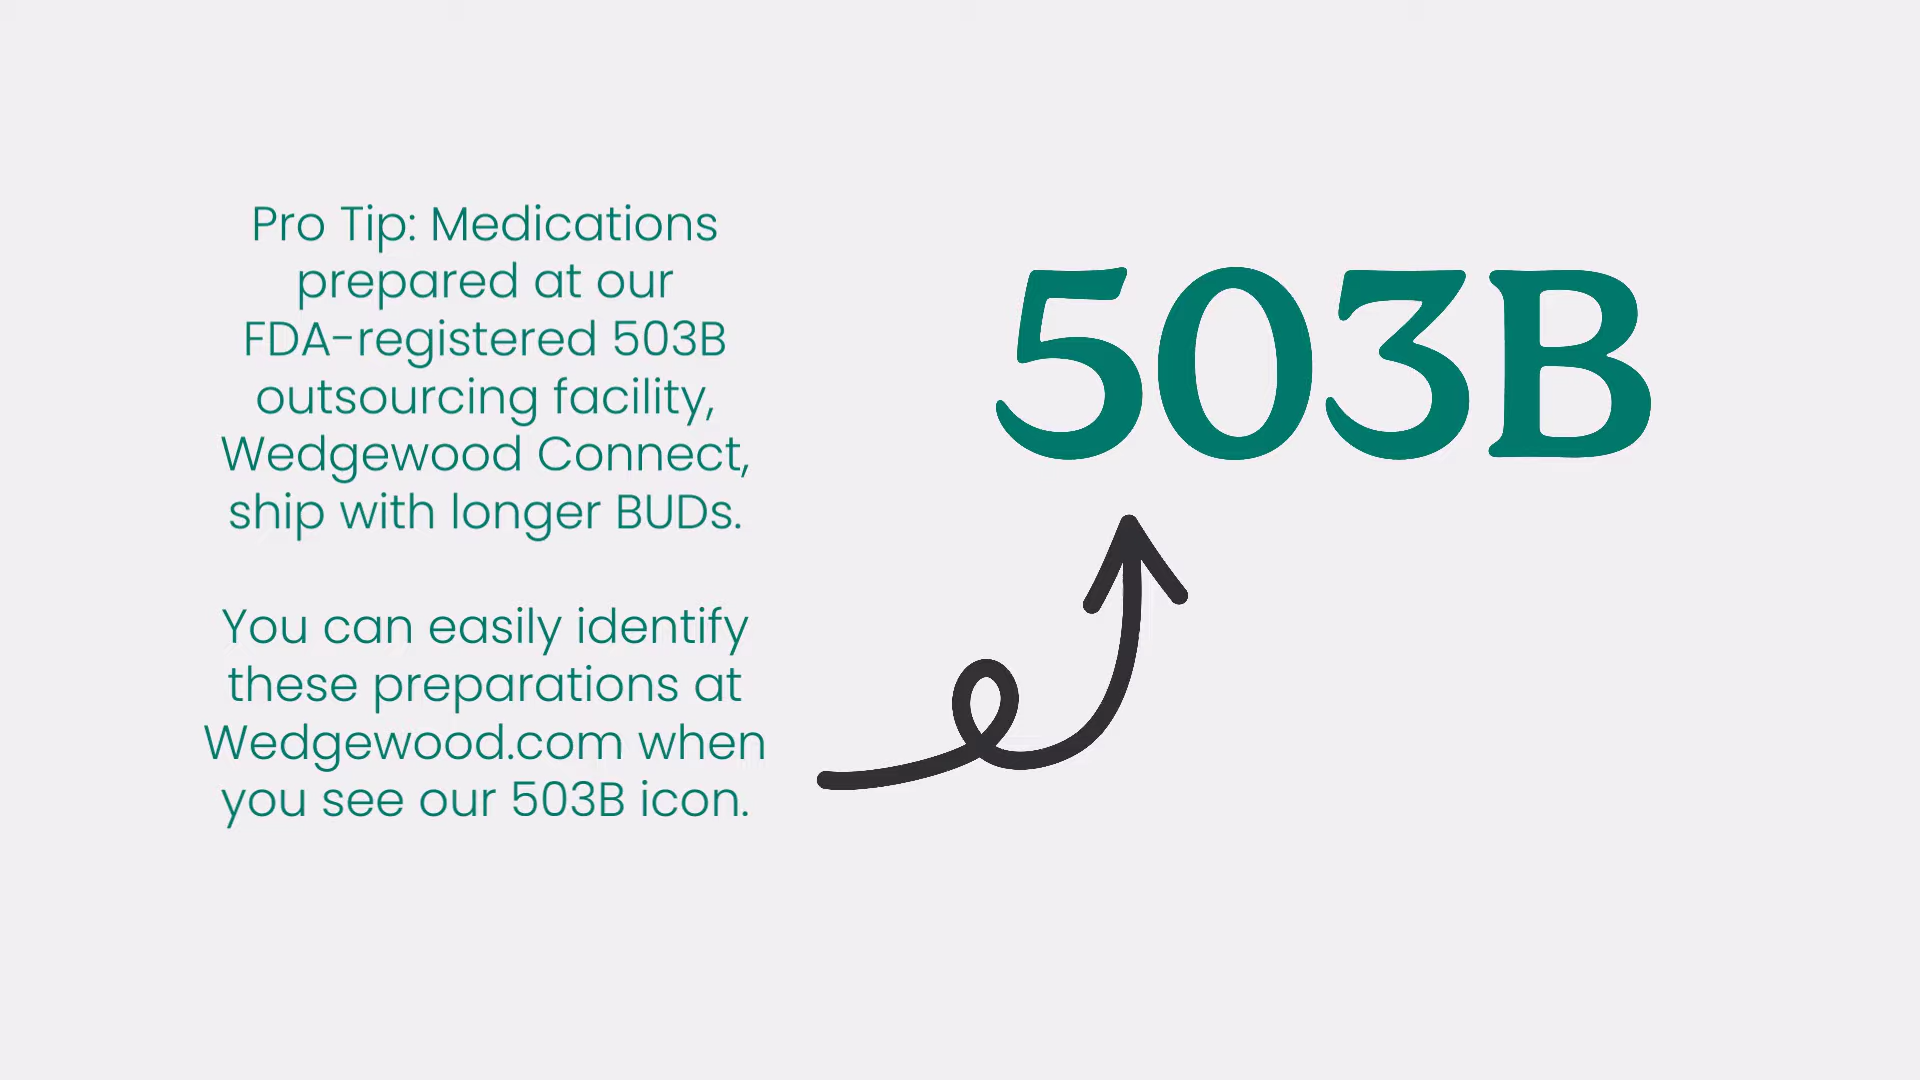 Pro Tip: Medications
prepared at our
FDA-registered 503B
outsourcing facility,
Wedgewood Connect,
ship with longer BUDs.
You can easily identify
these preparations at
Wedgewood.com when
you see our 503B icon.
503B